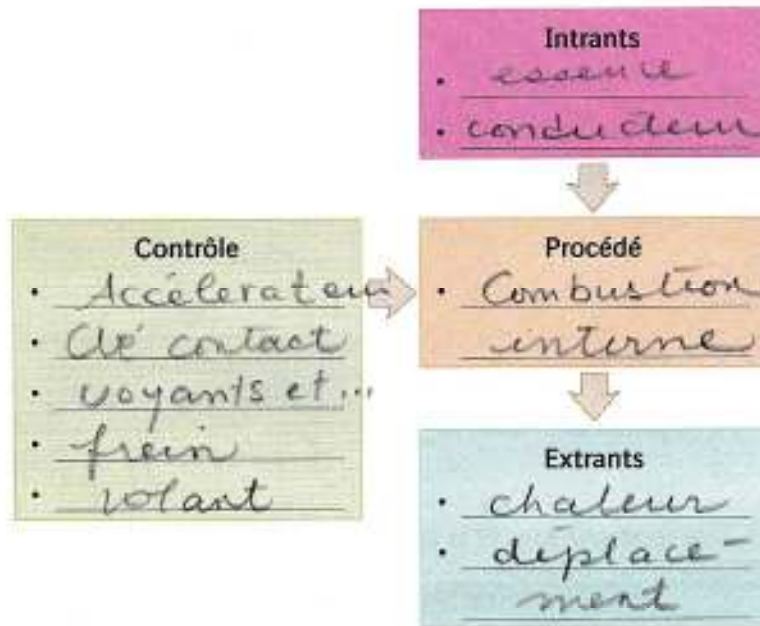 Intrants
• essence
• conducteur
Contrôle
• Accélerateur
• Clé contact
• voyants et...
• frein
• volant
Procédé
• Combustion
interne
Extrants
• chaleur
• déplace-
ment